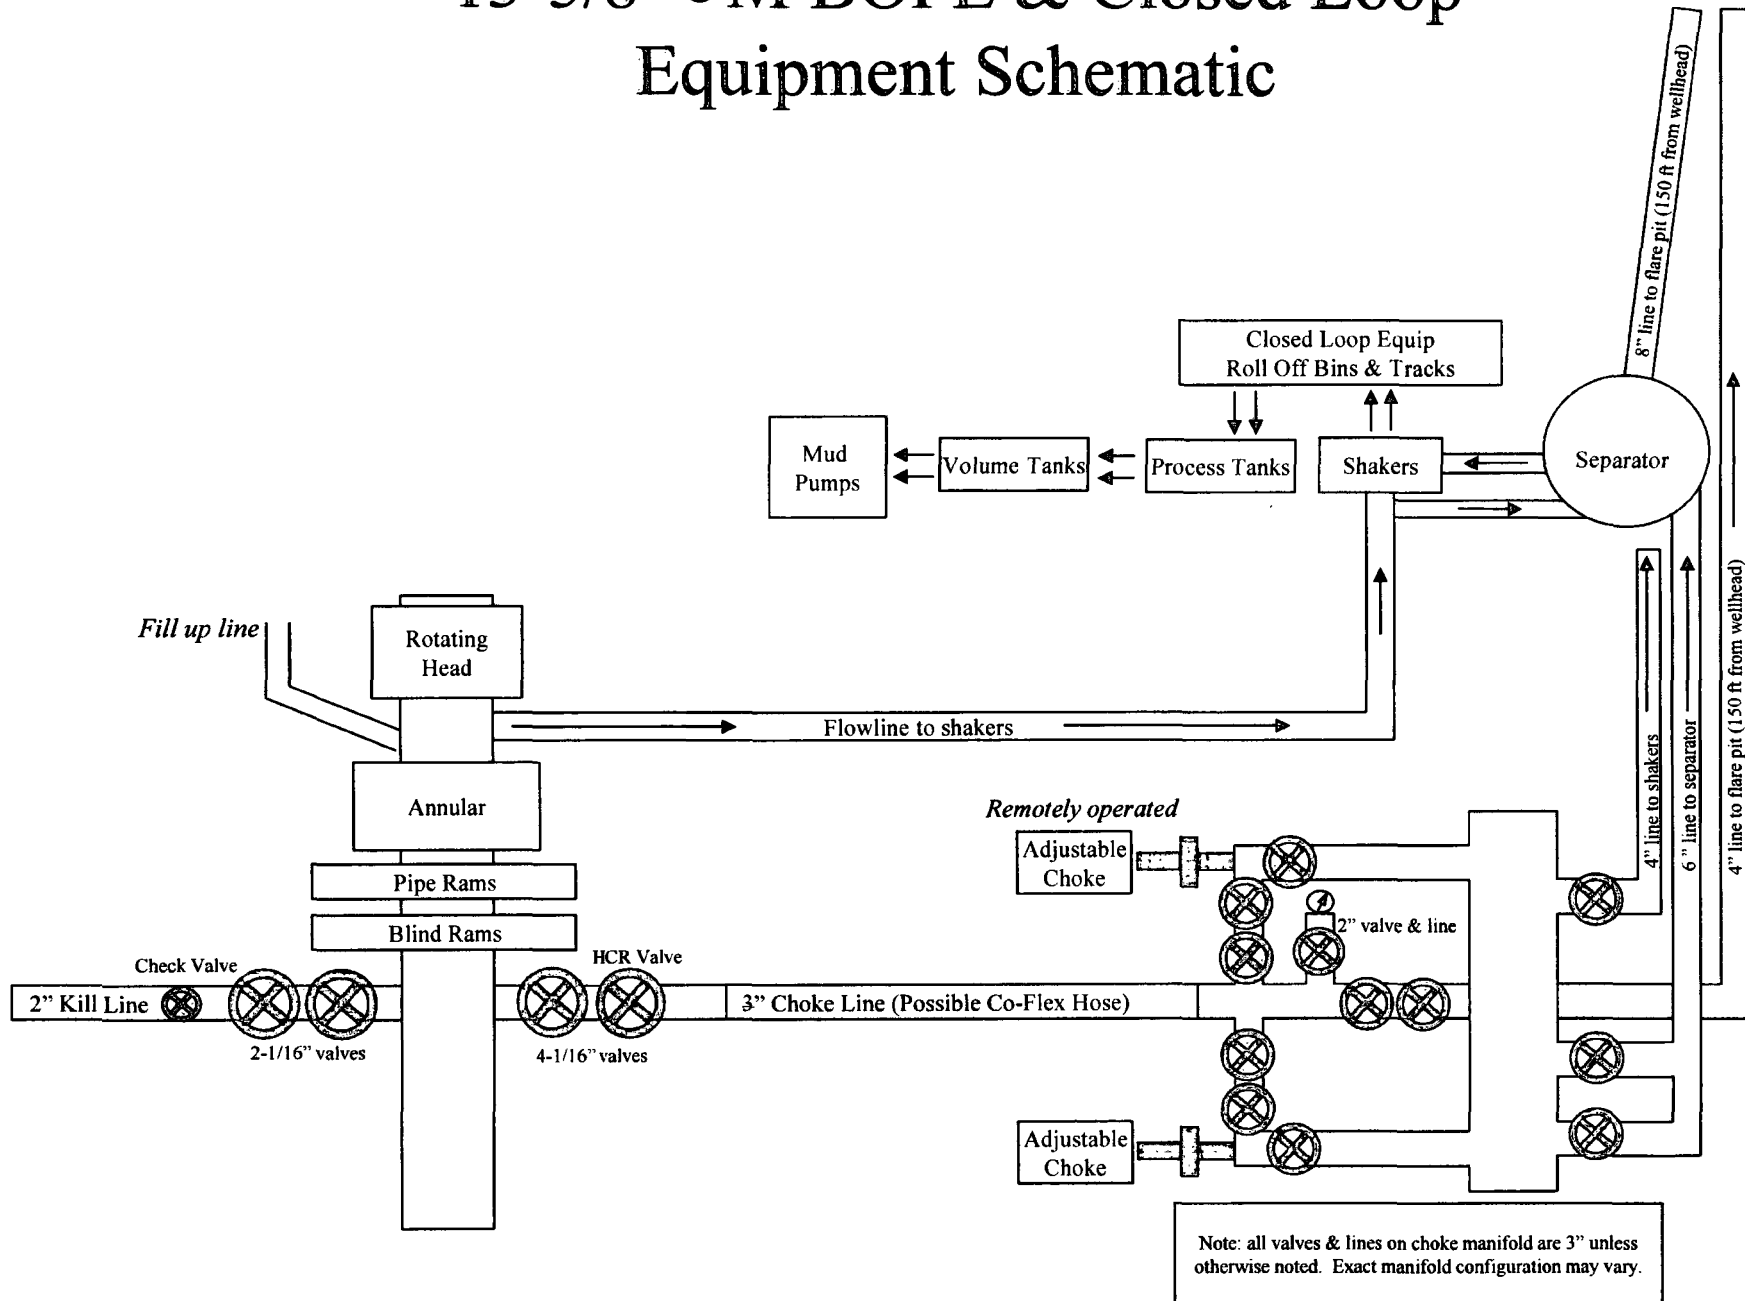 BOPE & Closed Loop
Equipment Schematic
8" line to flare pit (150 ft from wellhead)
Closed Loop Equip
Roll Off Bins & Tracks
Mud
Pumps
Volume Tanks
Process Tanks
Shakers
Separator
Fill up line
Rotating
Head
Flowline to shakers
Annular
Pipe Rams
Blind Rams
Remotely operated
Adjustable
Choke
4" line to shakers
6" line to separator
4" line to flare pit (150 ft from wellhead)
2" valve & line
Check Valve
HCR Valve
2" Kill Line
3" Choke Line (Possible Co-Flex Hose)
2-1/16" valves
4-1/16" valves
Adjustable
Choke
Note: all valves & lines on choke manifold are 3" unless
otherwise noted. Exact manifold configuration may vary.